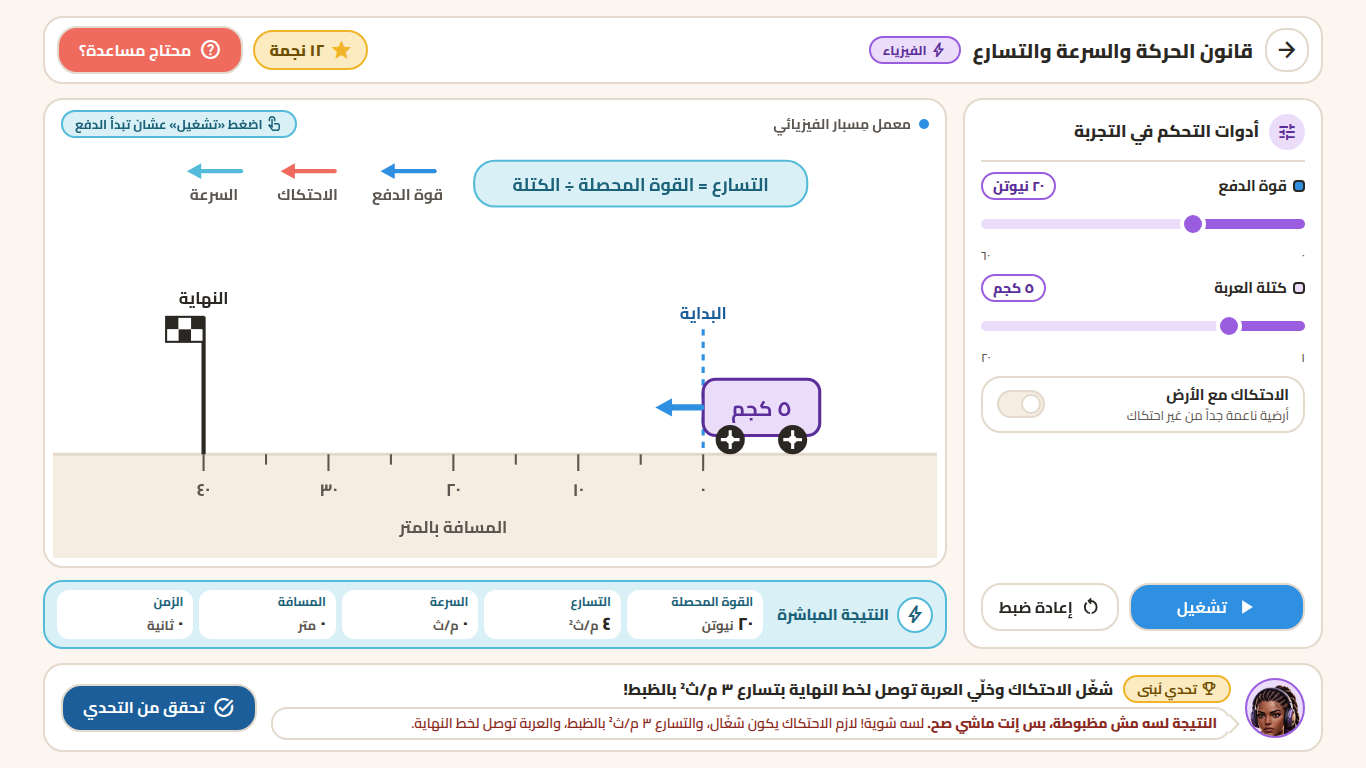 قانون الحركة والسرعة والتسارع
الفيزياء
١٢ نجمة
محتاج مساعدة؟
أدوات التحكم في التجربة
قوة الدفع
٢٠ نيوتن
٠
٦٠
كتلة العربة
٥ كجم
١
٢٠
الاحتكاك مع الأرض
أرضية ناعمة جداً من غير احتكاك
تشغيل
إعادة ضبط
معمل مسبار الفيزيائي
اضغط «تشغيل» عشان تبدأ الدفع
التسارع = القوة المحصلة ÷ الكتلة
قوة الدفع
الاحتكاك
السرعة
البداية
النهاية
٥ كجم
٠
١٠
٢٠
٣٠
٤٠
المسافة بالمتر
النتيجة المباشرة
القوة المحصلة
٢٠ نيوتن
التسارع
٤ م/ث²
السرعة
٠ م/ث
المسافة
٠ متر
الزمن
٠ ثانية
تحدي لُبنى
شغّل الاحتكاك وخلّي العربة توصل لخط النهاية بتسارع ٣ م/ث² بالظبط!
النتيجة لسه مش مظبوطة، بس إنت ماشي صح. لسه شوية! لازم الاحتكاك يكون شغّال، والتسارع ٣ م/ث² بالظبط، والعربة توصل لخط النهاية.
تحقق من التحدي